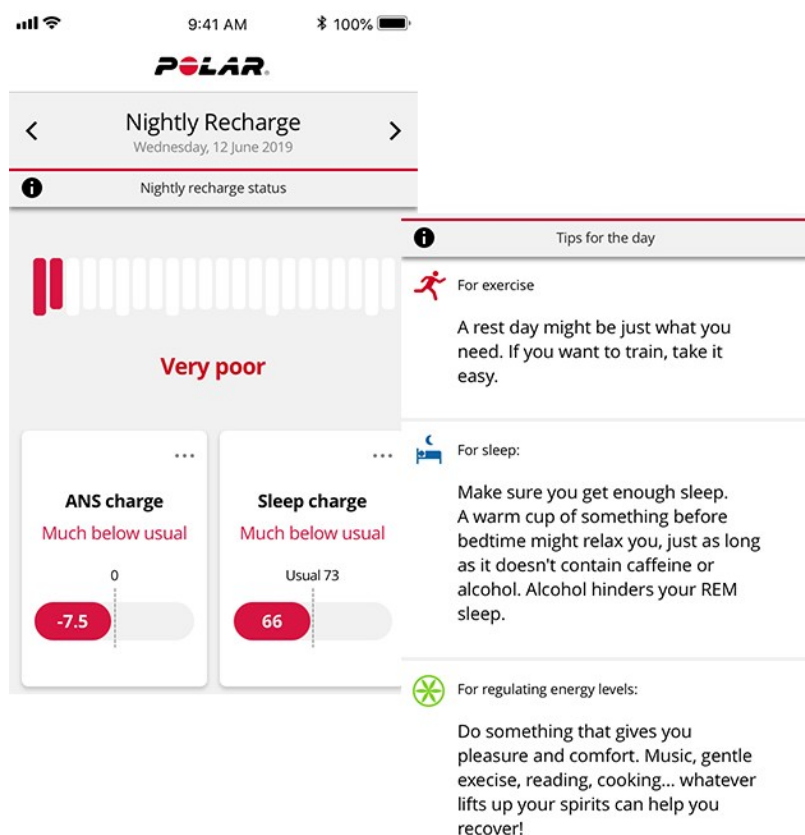 9:41 AM
100%
POLAR.
Nightly Recharge
Wednesday, 12 June 2019
Nightly recharge status
Very poor
ANS charge
Much below usual
0
-7.5
Sleep charge
Much below usual
Usual 73
66
Tips for the day
For exercise
A rest day might be just what you
need. If you want to train, take it
easy.
For sleep:
Make sure you get enough sleep.
A warm cup of something before
bedtime might relax you, just as long
as it doesn't contain caffeine or
alcohol. Alcohol hinders your REM
sleep.
For regulating energy levels:
Do something that gives you
pleasure and comfort. Music, gentle
execise, reading, cooking... whatever
lifts up your spirits can help you
recover!